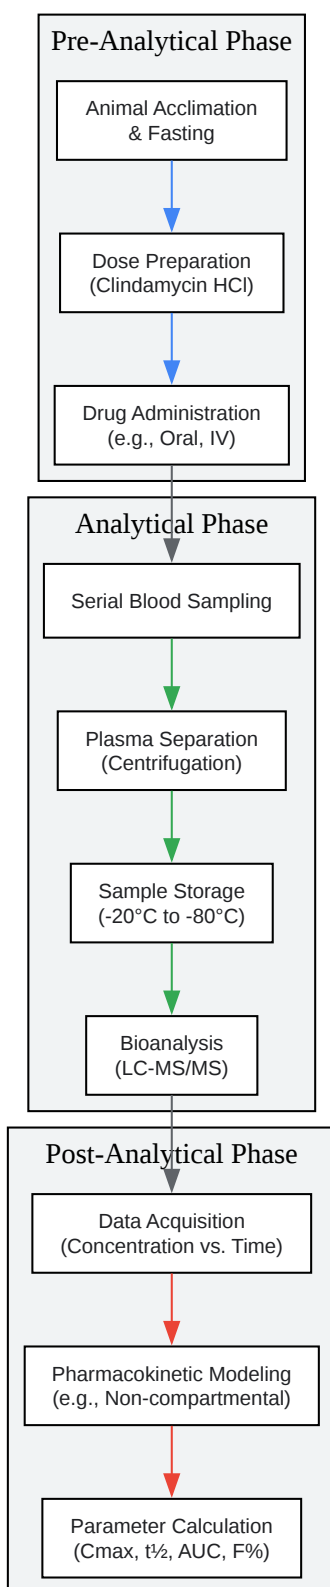 Pre-Analytical Phase
Animal Acclimation
& Fasting
Dose Preparation
(Clindamycin HCl)
Drug Administration
(e.g., Oral, IV)
Analytical Phase
Serial Blood Sampling
Plasma Separation
(Centrifugation)
Sample Storage
(-20°C to -80°C)
Bioanalysis
(LC-MS/MS)
Post-Analytical Phase
Data Acquisition
(Concentration vs. Time)
Pharmacokinetic Modeling
(e.g., Non-compartmental)
Parameter Calculation
(Cmax, t½, AUC, F%)